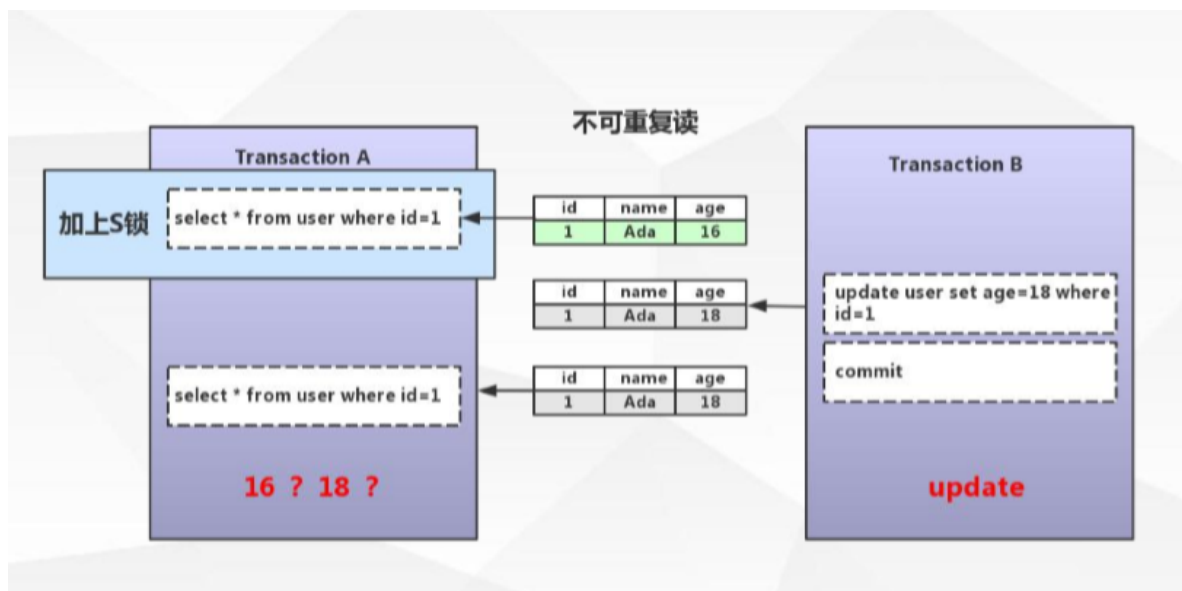 不可重复读
Transaction A
加上S锁
select * from user where id=1
id name age
1 Ada 16
id name age
1 Ada 18
select * from user where id=1
id name age
1 Ada 18
16 ? 18 ?
Transaction B
update user set age=18 where
id=1
commit
update